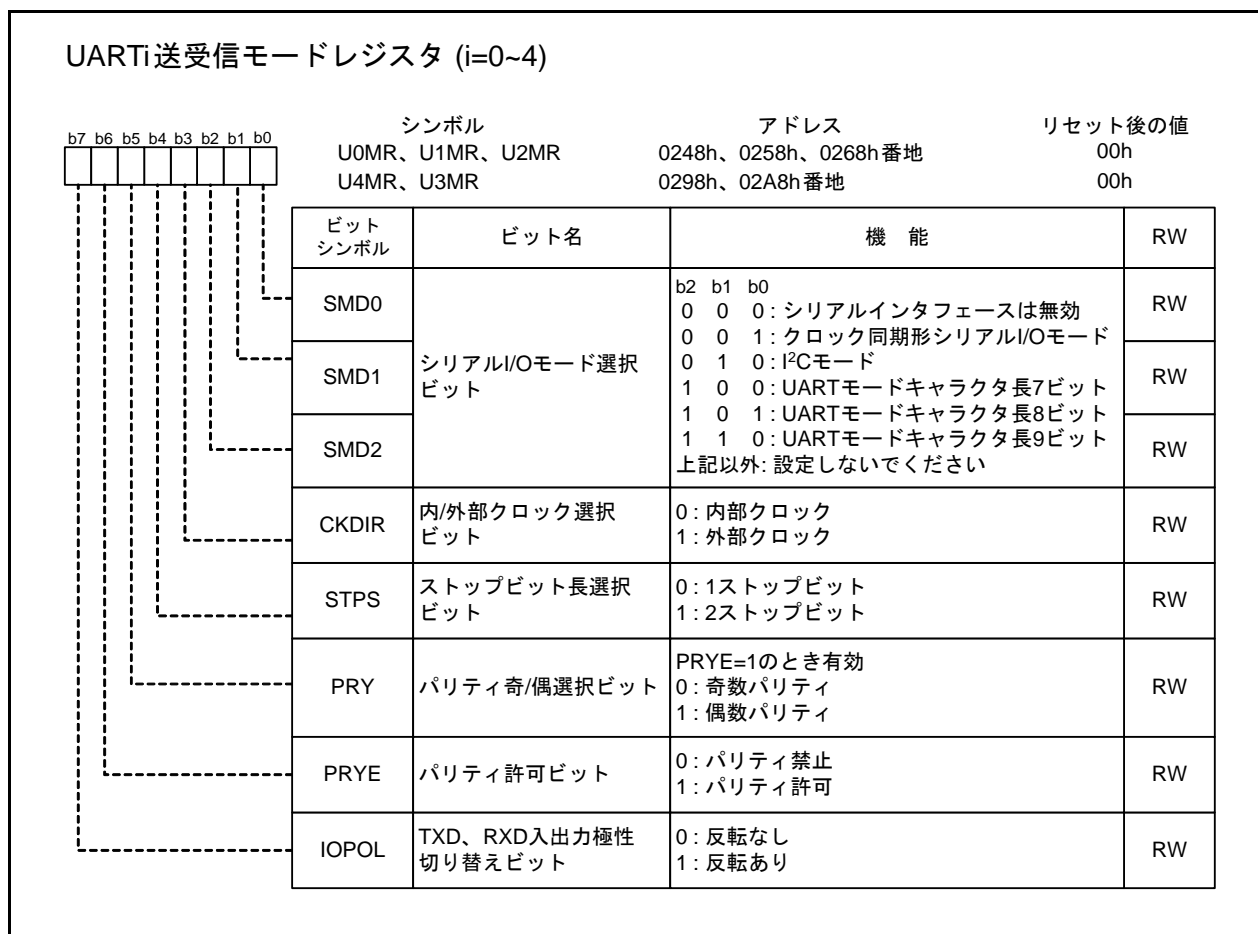 UARTi送受信モードレジスタ (i=0~4)
b7 b6 b5 b4 b3 b2 b1 b0
シンボル アドレス リセット後の値
U0MR、U1MR、U2MR 0248h、0258h、0268h番地 00h
U4MR、U3MR 0298h、02A8h番地 00h
ビット
シンボル
ビット名
機 能
RW
SMD0
SMD1
SMD2
シリアルI/Oモード選択
ビット
b2 b1 b0
0 0 0 : シリアルインタフェースは無効
0 0 1 : クロック同期形シリアルI/Oモード
0 1 0 : I²Cモード
1 0 0 : UARTモードキャラクタ長7ビット
1 0 1 : UARTモードキャラクタ長8ビット
1 1 0 : UARTモードキャラクタ長9ビット
上記以外: 設定しないでください
RW
RW
RW
CKDIR
内/外部クロック選択
ビット
0 : 内部クロック
1 : 外部クロック
RW
STPS
ストップビット長選択
ビット
0 : 1ストップビット
1 : 2ストップビット
RW
PRY
パリティ奇/偶選択ビット
PRYE=1のとき有効
0 : 奇数パリティ
1 : 偶数パリティ
RW
PRYE
パリティ許可ビット
0 : パリティ禁止
1 : パリティ許可
RW
IOPOL
TXD、RXD入出力極性
切り替えビット
0 : 反転なし
1 : 反転あり
RW